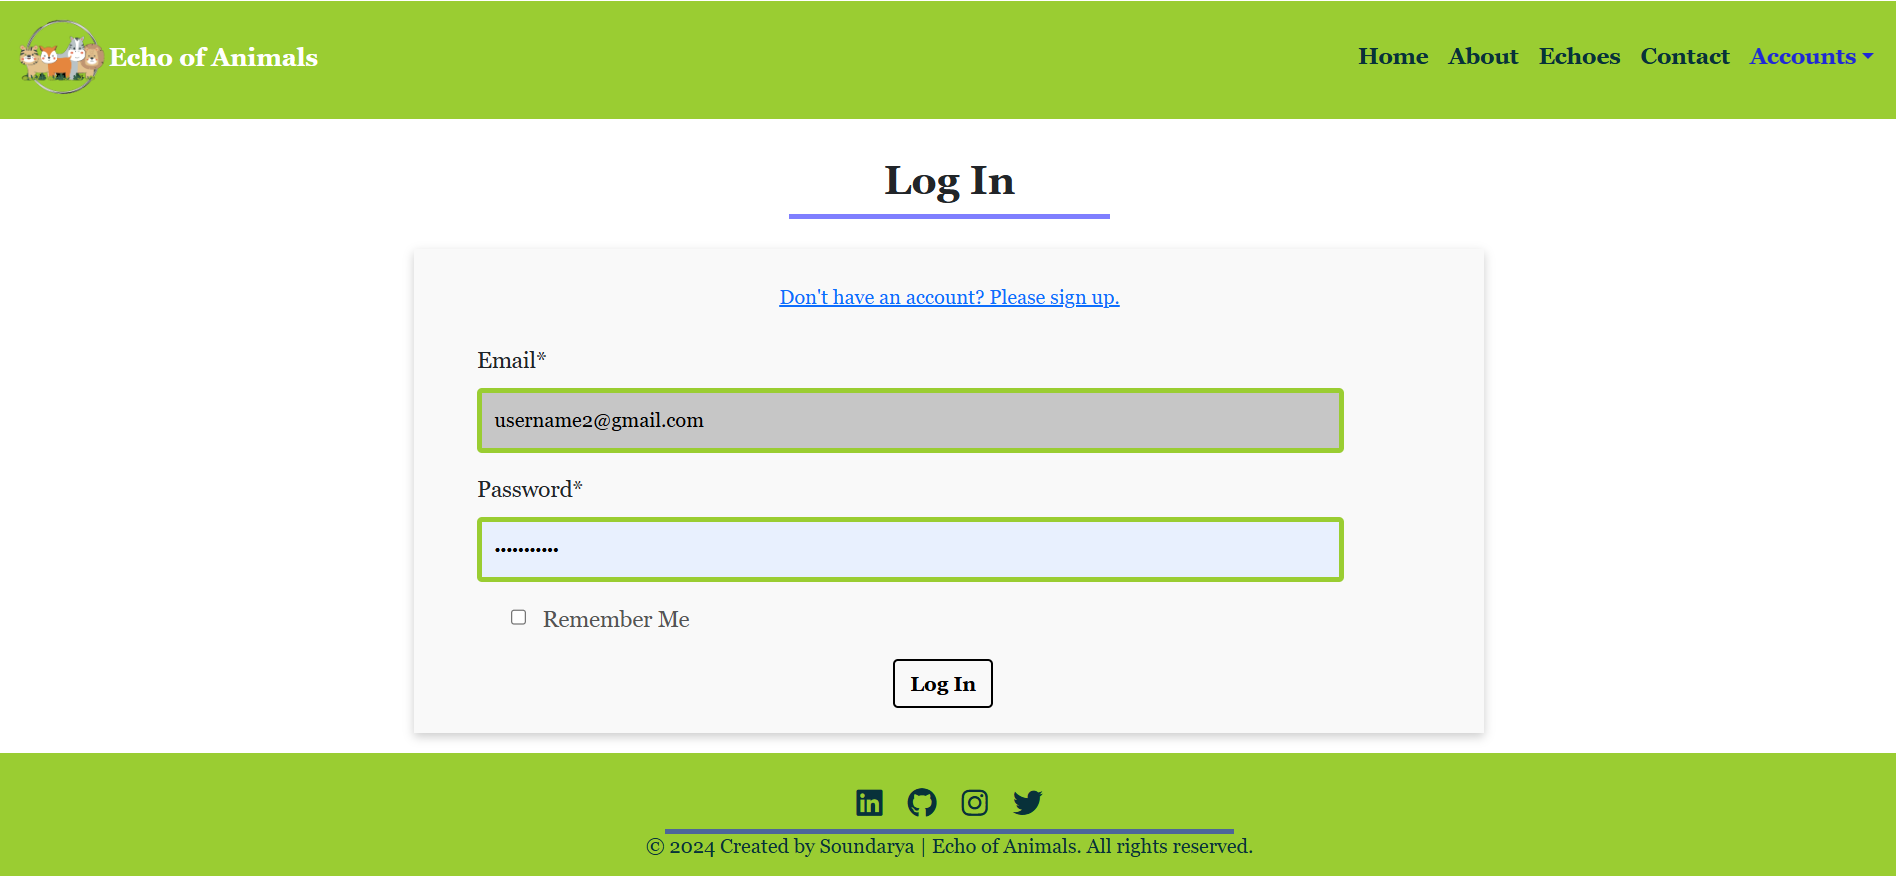 Echo of Animals
Home About Echoes Contact Accounts
Log In
Don't have an account? Please sign up.
Email*
username2@gmail.com
Password*
•••••••••••
Remember Me
Log In
© 2024 Created by Soundarya | Echo of Animals. All rights reserved.